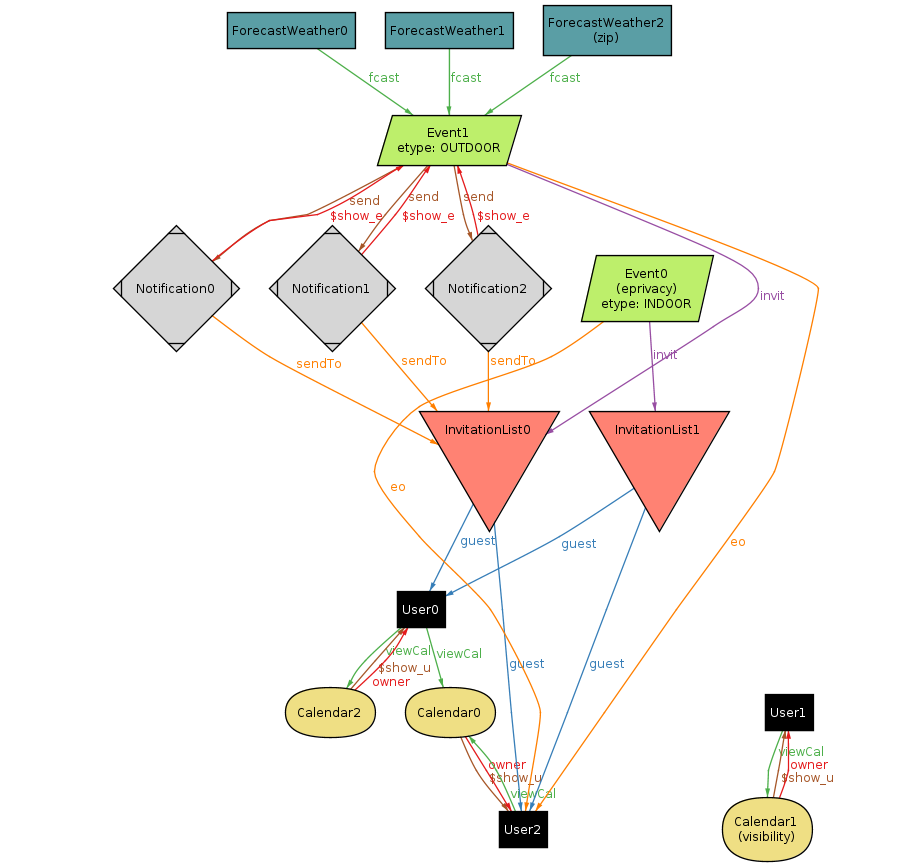 ForecastWeather0
ForecastWeather1
ForecastWeather2
(zip)
fcast
fcast
fcast
Event1
etype: OUTDOOR
send
send
send
$show_e
$show_e
$show_e
Notification0
Notification1
Notification2
Event0
(eprivacy)
etype: INDOOR
invit
invit
sendTo
sendTo
sendTo
InvitationList0
InvitationList1
eo
guest
guest
eo
User0
viewCal
viewCal
$show_u
owner
guest
guest
Calendar2
Calendar0
User1
owner
$show_u
viewCal
viewCal
owner
$show_u
User2
Calendar1
(visibility)